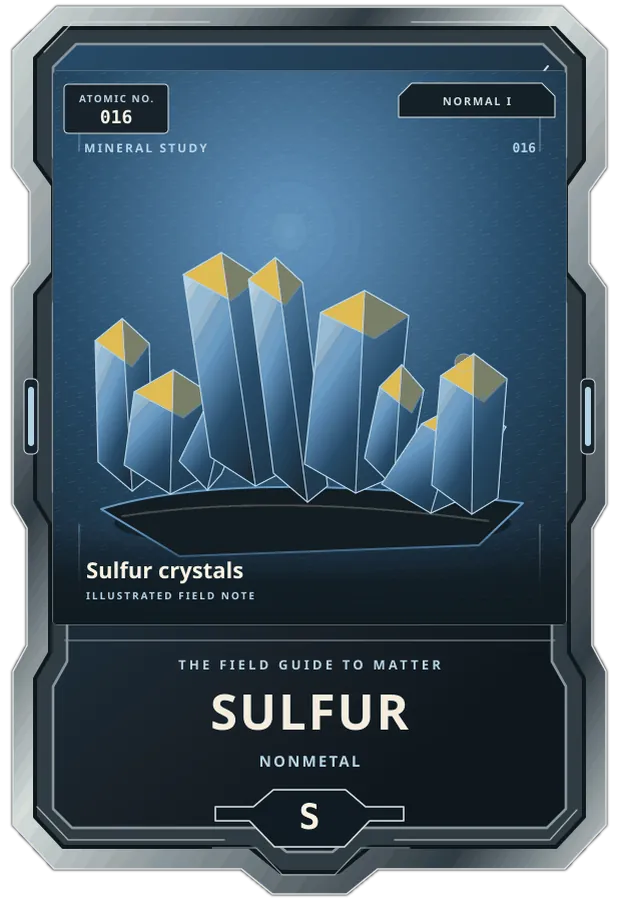 ATOMIC NO.
016
NORMAL I
MINERAL STUDY
016
Sulfur crystals
ILLUSTRATED FIELD NOTE
THE FIELD GUIDE TO MATTER
SULFUR
NONMETAL
S